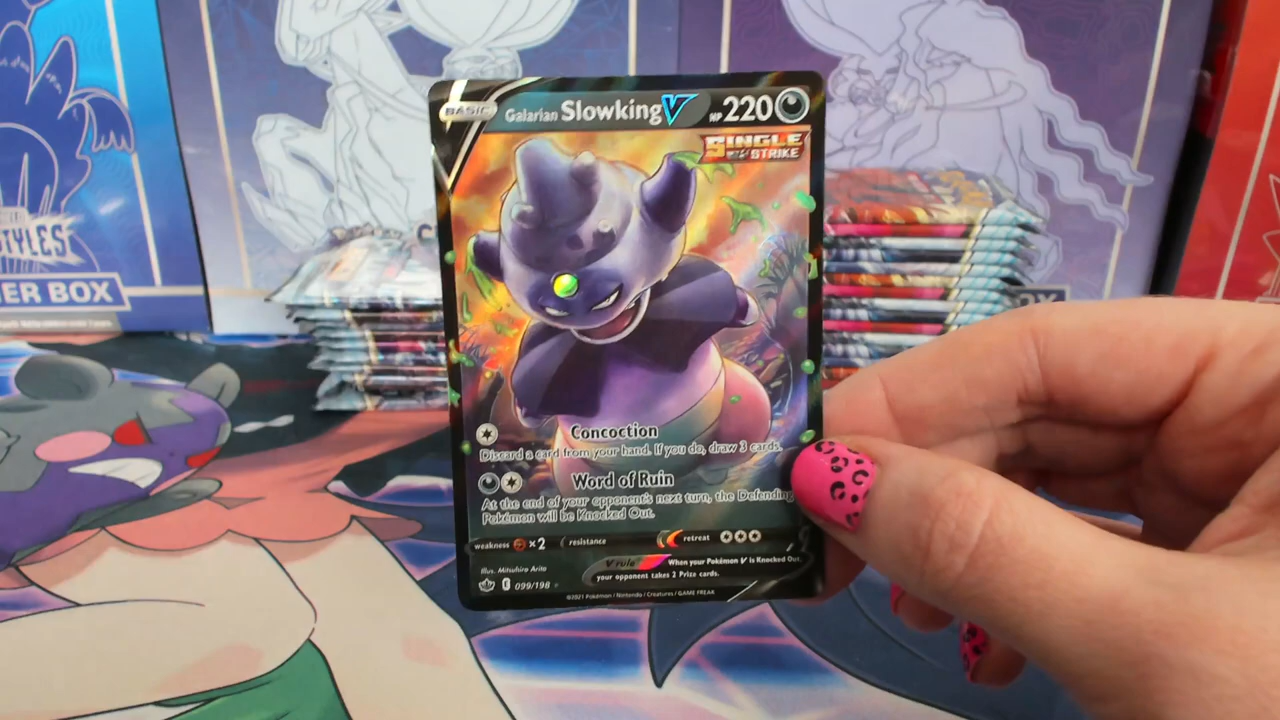 BASIC
Galarian Slowking V HP 220
SINGLE
STRIKE
TYLES
ER BOX
Concoction
Discard a card from your hand. If you do, draw 3 cards.
Word of Ruin
At the end of your opponent's next turn, the Defending
Pokémon will be Knocked Out.
weakness ×2 resistance retreat
V rule When your Pokémon V is Knocked Out,
your opponent takes 2 Prize cards.
Illus. Mitsuhiro Arita
099/198
©2021 Pokémon / Nintendo / Creatures / GAME FREAK